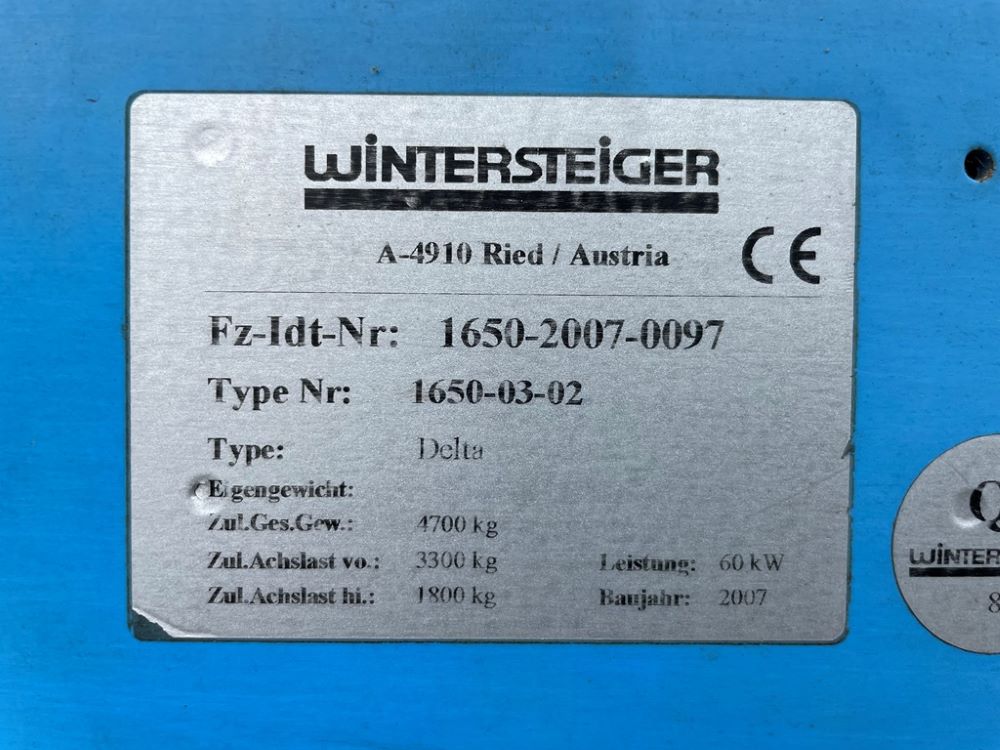 WINTERSTEIGER
A-4910 Ried / Austria CE
Fz-Idt-Nr: 1650-2007-0097
Type Nr: 1650-03-02
Type: Delta
Eigengewicht:
Zul.Ges.Gew.: 4700 kg
Zul.Achslast vo.: 3300 kg Leistung: 60 kW
Zul.Achslast hi.: 1800 kg Baujahr: 2007
Q
WINTER
8